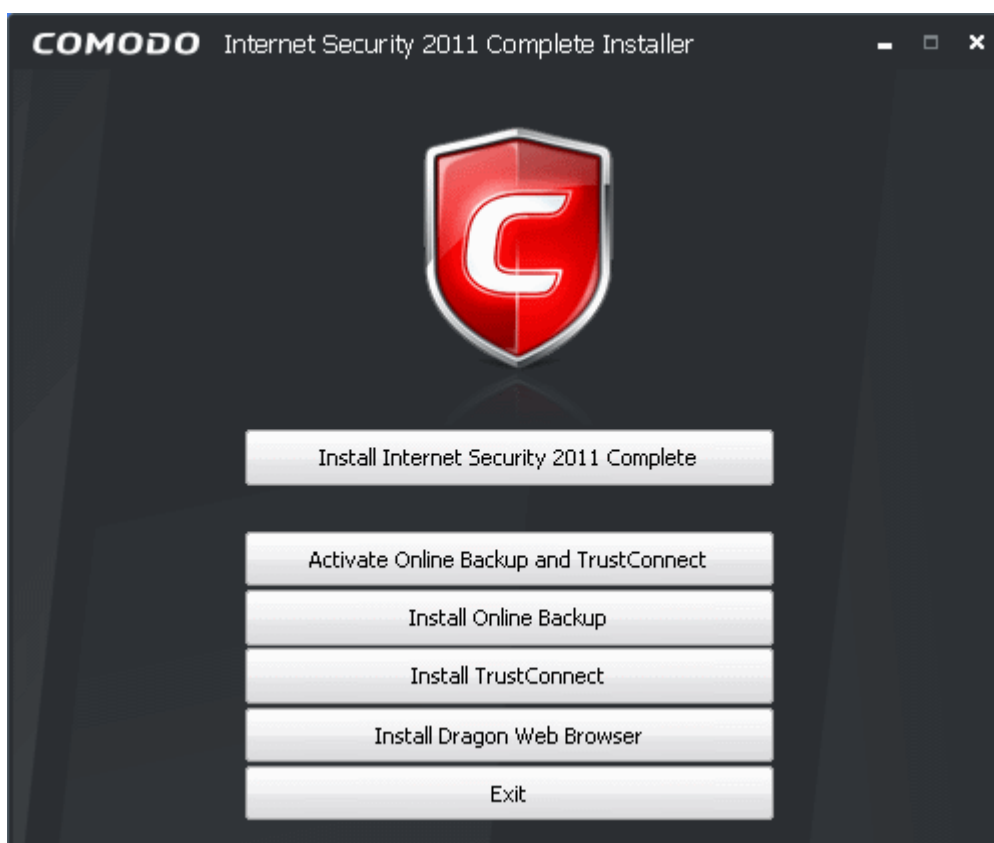 COMODO Internet Security 2011 Complete Installer
C
Install Internet Security 2011 Complete
Activate Online Backup and TrustConnect
Install Online Backup
Install TrustConnect
Install Dragon Web Browser
Exit